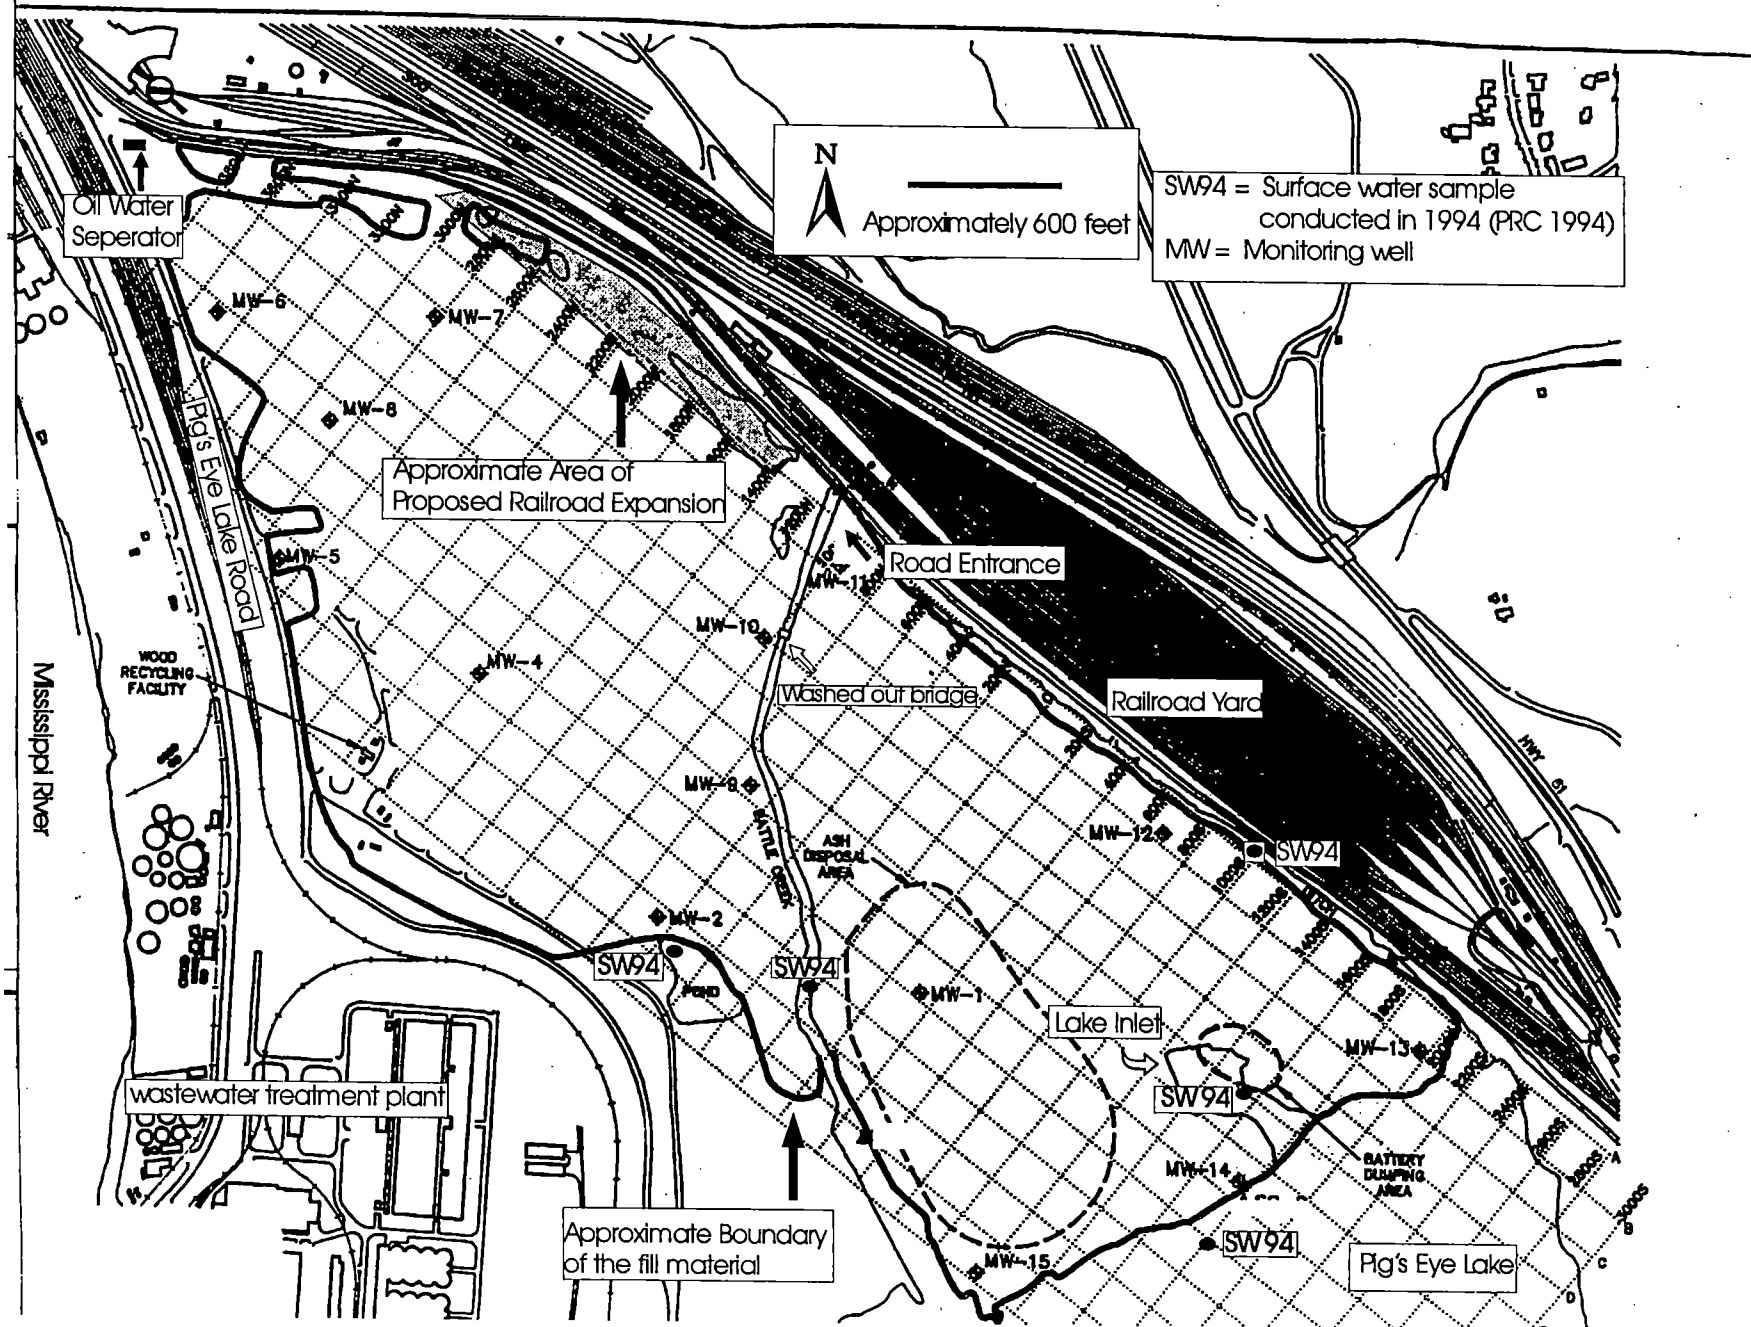 N
Approximately 600 feet
SW94 = Surface water sample
conducted in 1994 (PRC 1994)
MW = Monitoring well
Oil Water
Seperator
3000N
3000N
MW-6
MW-7
MW-8
Approximate Area of
Proposed Railroad Expansion
Pig's Eye Lake Road
MW-5
Road Entrance
MW-11
MW-10
MW-4
WOOD
RECYCLING
FACILITY
Washed out bridge
Railroad Yard
Mississippi River
HWY 61
MW-9
BATTLE CREEK
ASH
DISPOSAL
AREA
MW-12
SW94
DITCH
MW-2
SW94
SW94
POND
MW-1
Lake Inlet
MW-13
SW94
wastewater treatment plant
MW-14
BATTERY
DUMPING
AREA
A
3000S
B
C
D
Approximate Boundary
of the fill material
MW-15
SW94
Pig's Eye Lake